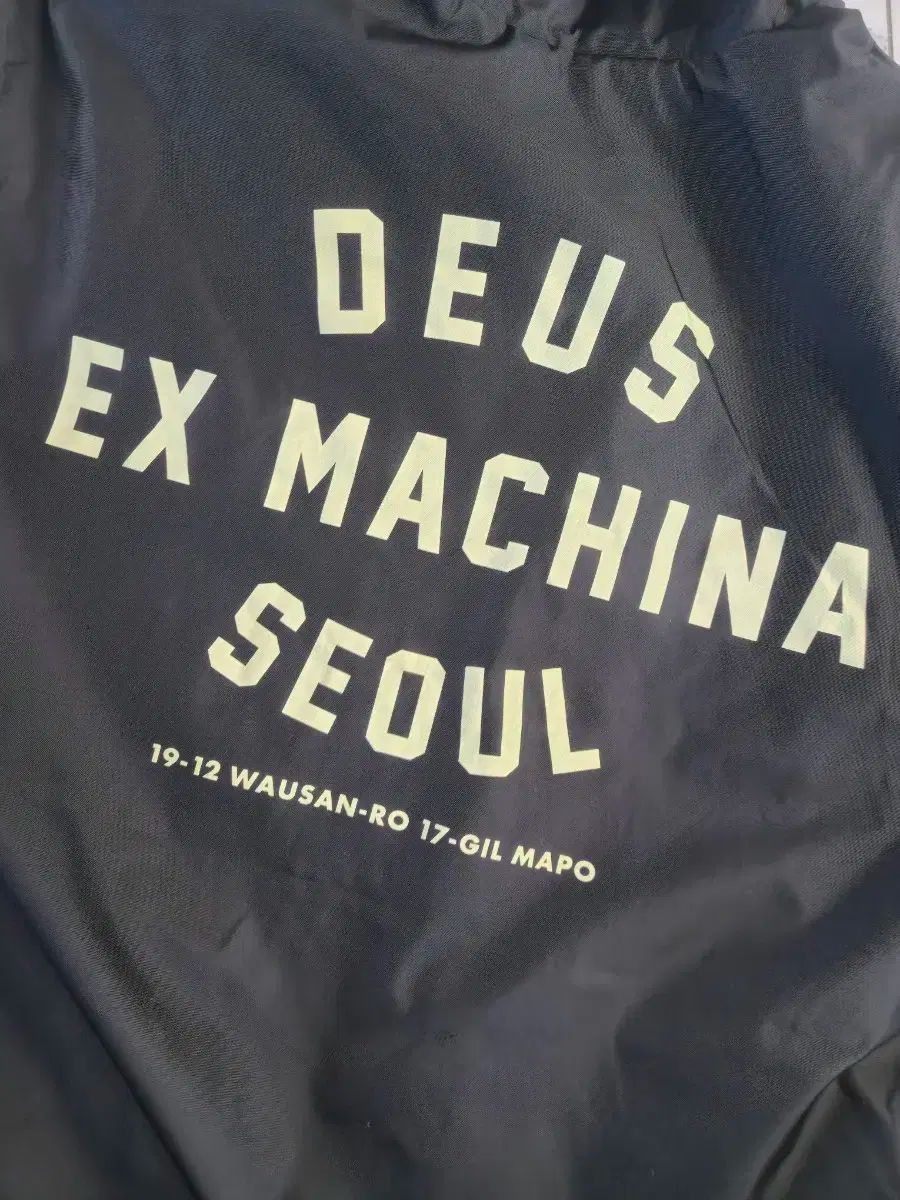 DEUS
EX MACHINA
SEOUL
19-12 WAUSAN-RO 17-GIL MAPO